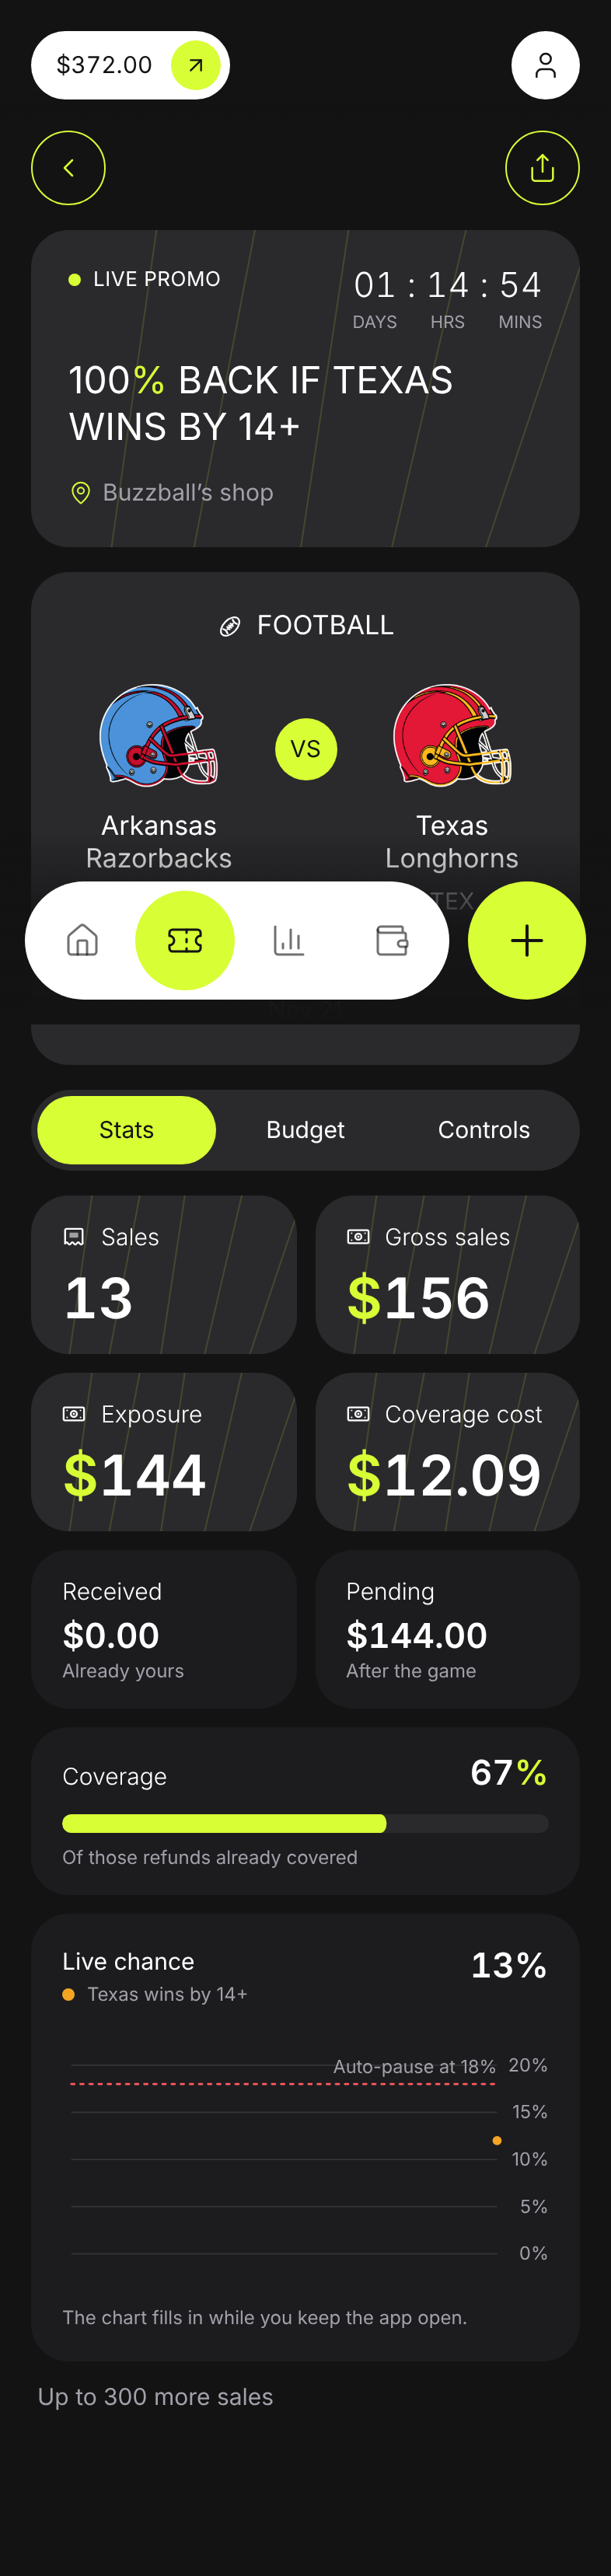 $372.00
LIVE PROMO
01 : 14 : 54
DAYS HRS MINS
100% BACK IF TEXAS
WINS BY 14+
Buzzball’s shop
FOOTBALL
VS
Arkansas
Razorbacks
Texas
Longhorns
TEX
Stats Budget Controls
Sales
13
Gross sales
$156
Exposure
$144
Coverage cost
$12.09
Received
$0.00
Already yours
Pending
$144.00
After the game
Coverage
67%
Of those refunds already covered
Live chance
13%
Texas wins by 14+
Auto-pause at 18%
20%
15%
10%
5%
0%
The chart fills in while you keep the app open.
Up to 300 more sales